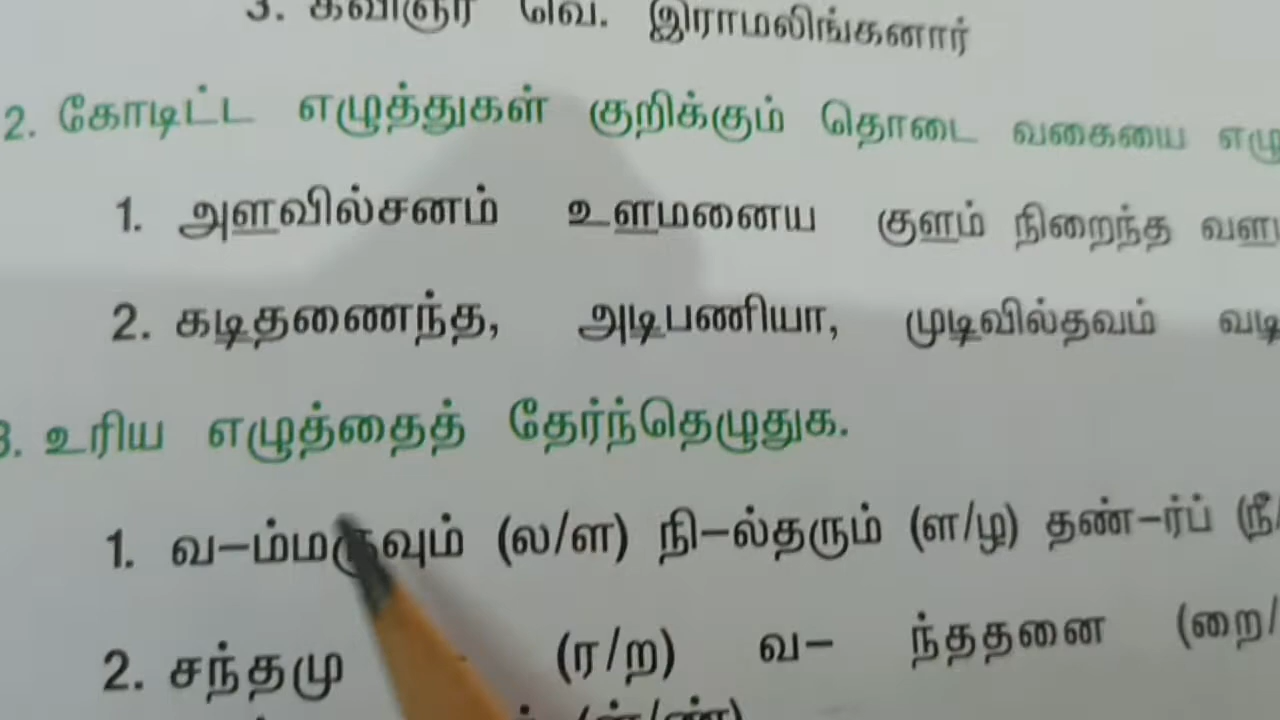 3. கவிஞர் வெ. இராமலிங்கனார்
2. கோடிட்ட எழுத்துகள் குறிக்கும் தொடை வகையை
1. அளவில்சனம் உளமனைய குளம் நிறைந்த
2. கடிதணைந்த, அடிபணியா, முடிவில்தவம்
3. உரிய எழுத்தைத் தேர்ந்தெழுதுக.
1. வ–ம்மருவும் (ல/ள) நி–ல்தரும் (ள/ழ) தண்–ர்ப் (நீ/
2. சந்தமு (ர/ற) வ– ந்ததனை (றை/
(ன்/ண்)